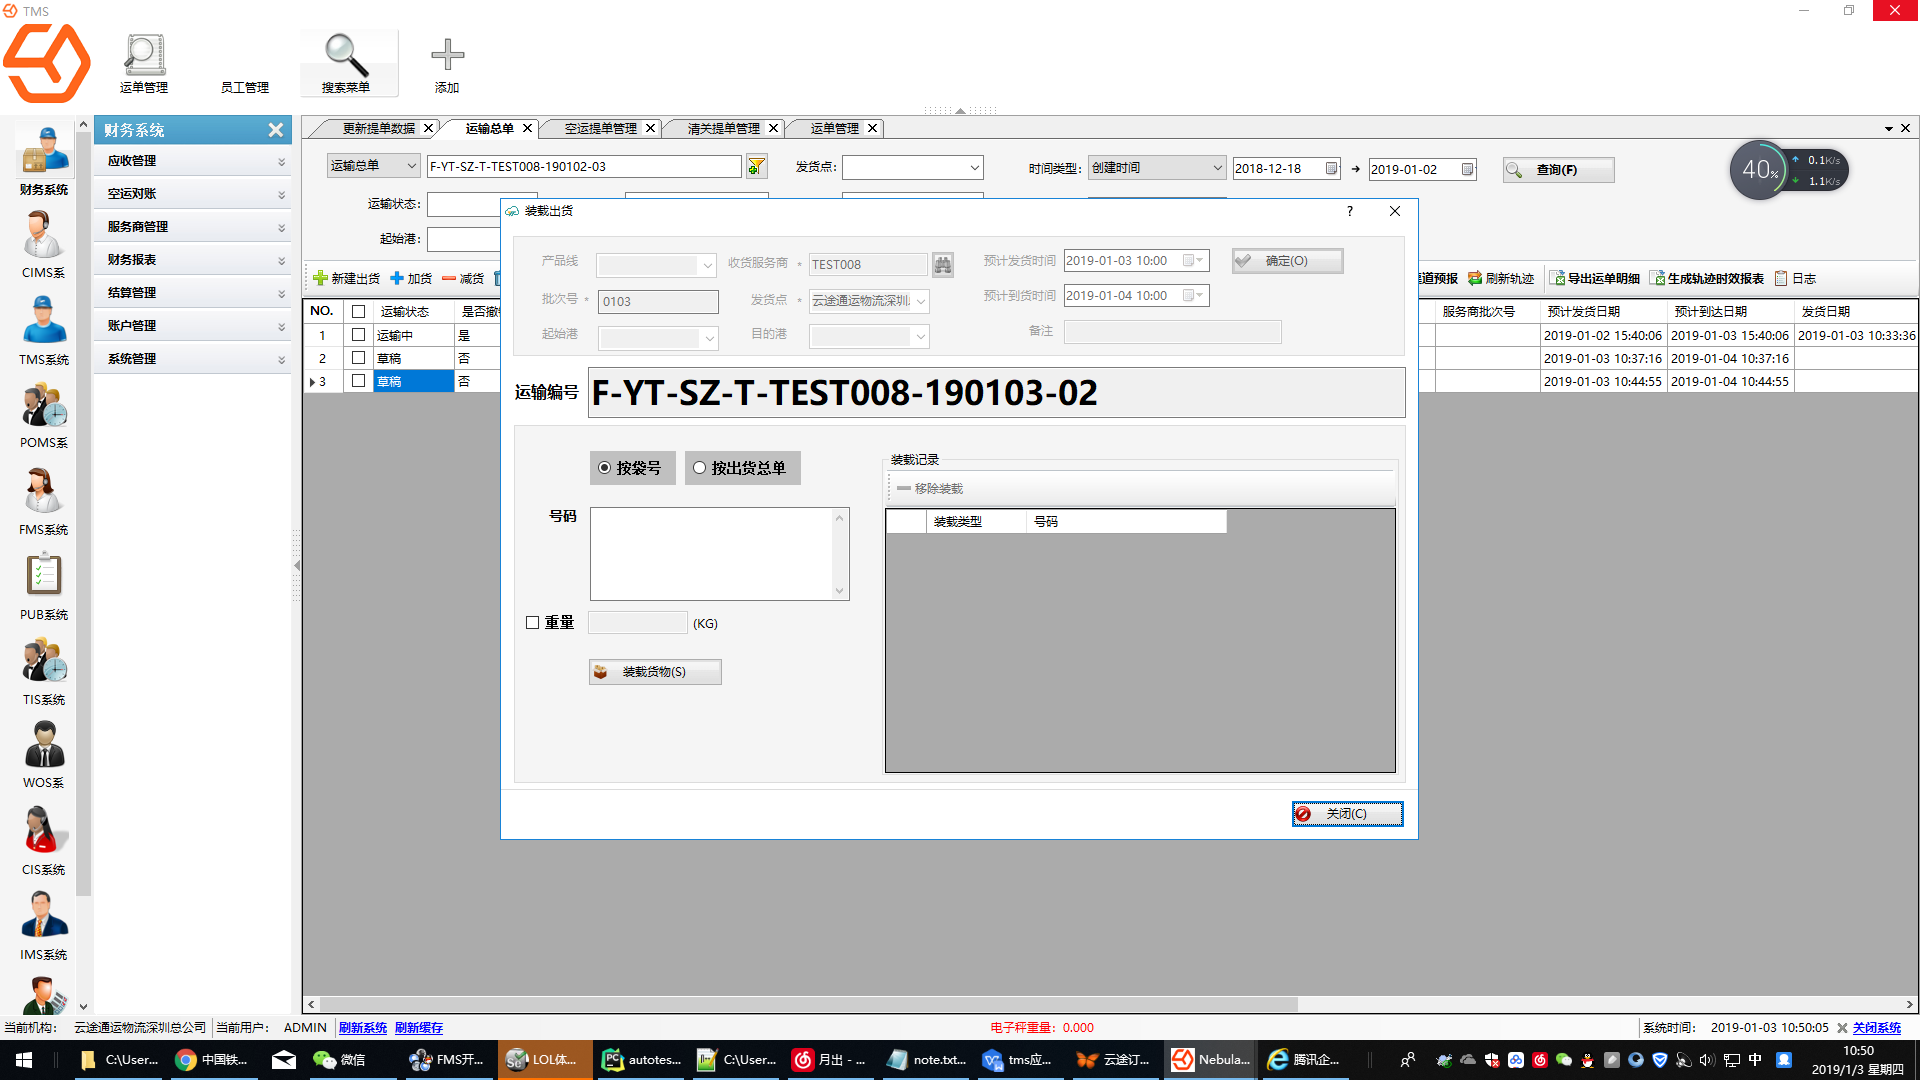 TMS
运单管理
员工管理
搜索菜单
添加
财务系统
财务系统
应收管理
空运对账
服务商管理
财务报表
结算管理
账户管理
系统管理
CIMS系
TMS系统
POMS系
FMS系统
PUB系统
TIS系统
WOS系
CIS系统
IMS系统
更新提单数据
运输总单
空运提单管理
清关提单管理
运单管理
运输总单
F-YT-SZ-T-TEST008-190102-03
发货点:
时间类型:
创建时间
2018-12-18
2019-01-02
查询(F)
40%
0.1K/s
1.1K/s
运输状态:
起始港:
新建出货
加货
减货
道预报
刷新轨迹
导出运单明细
生成轨迹时效报表
日志
NO. 运输状态 是否撤销
服务商批次号 预计发货日期 预计到达日期 发货日期
1 运输中 是 2019-01-02 15:40:06 2019-01-03 15:40:06 2019-01-03 10:33:36
2 草稿 否 2019-01-03 10:37:16 2019-01-04 10:37:16
3 草稿 否 2019-01-03 10:44:55 2019-01-04 10:44:55
装载出货
?
产品线
收货服务商 * TEST008
预计发货时间 2019-01-03 10:00
确定(O)
批次号 * 0103
发货点 * 云途通运物流深圳
预计到货时间 2019-01-04 10:00
起始港
目的港
备注
运输编号 F-YT-SZ-T-TEST008-190103-02
按袋号
按出货总单
号码
重量
(KG)
装载货物(S)
装载记录
移除装载
装载类型 号码
关闭(C)
当前机构: 云途通运物流深圳总公司 当前用户: ADMIN 刷新系统 刷新缓存
电子秤重量: 0.000
系统时间: 2019-01-03 10:50:05 关闭系统
C:\User...
中国铁...
微信
FMS开...
LOL体...
autotes...
C:\User...
月出 - ...
note.txt...
tms应...
云途订...
Nebula...
腾讯企...
中
10:50
2019/1/3 星期四